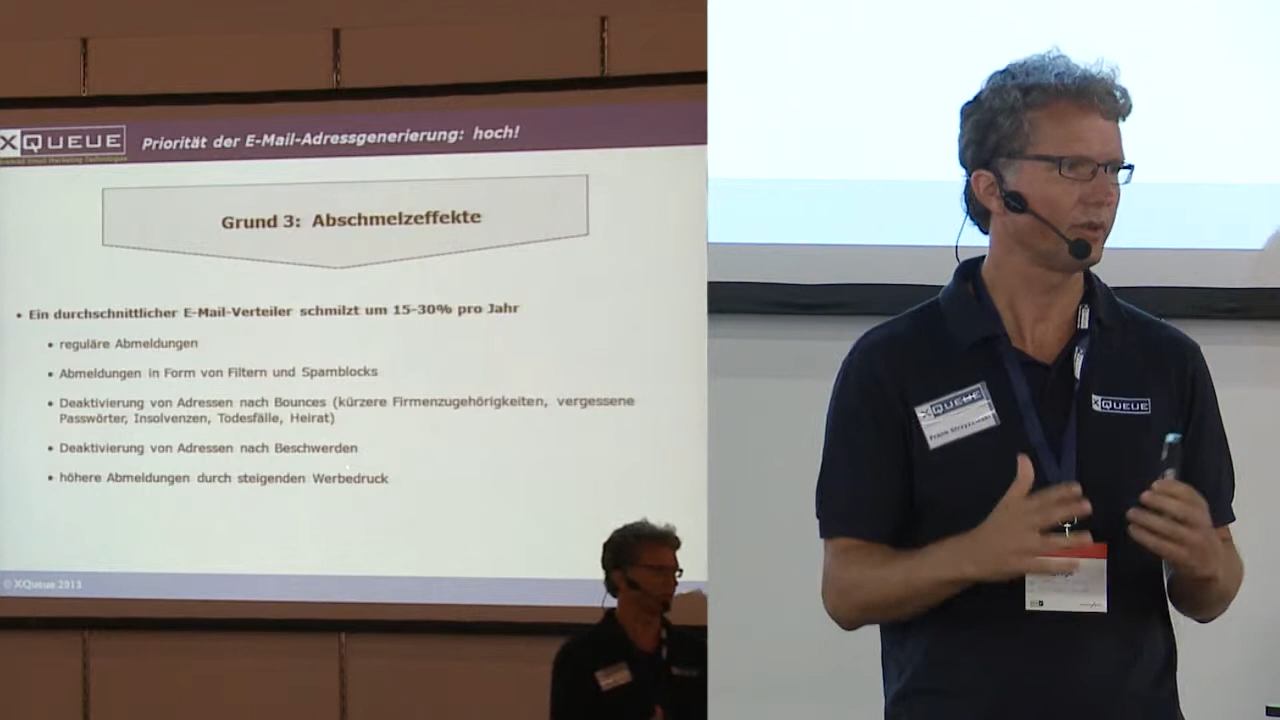 XQUEUE
Priorität der E-Mail-Adressgenerierung: hoch!
Grund 3: Abschmelzeffekte
• Ein durchschnittlicher E-Mail-Verteiler schmilzt um 15-30% pro Jahr
• reguläre Abmeldungen
• Abmeldungen in Form von Filtern und Spamblocks
• Deaktivierung von Adressen nach Bounces (kürzere Firmenzugehörigkeiten, vergessene
Passwörter, Insolvenzen, Todesfälle, Heirat)
• Deaktivierung von Adressen nach Beschwerden
• höhere Abmeldungen durch steigenden Werbedruck
© XQueue 2013
XQUEUE
Frank
XQUEUE